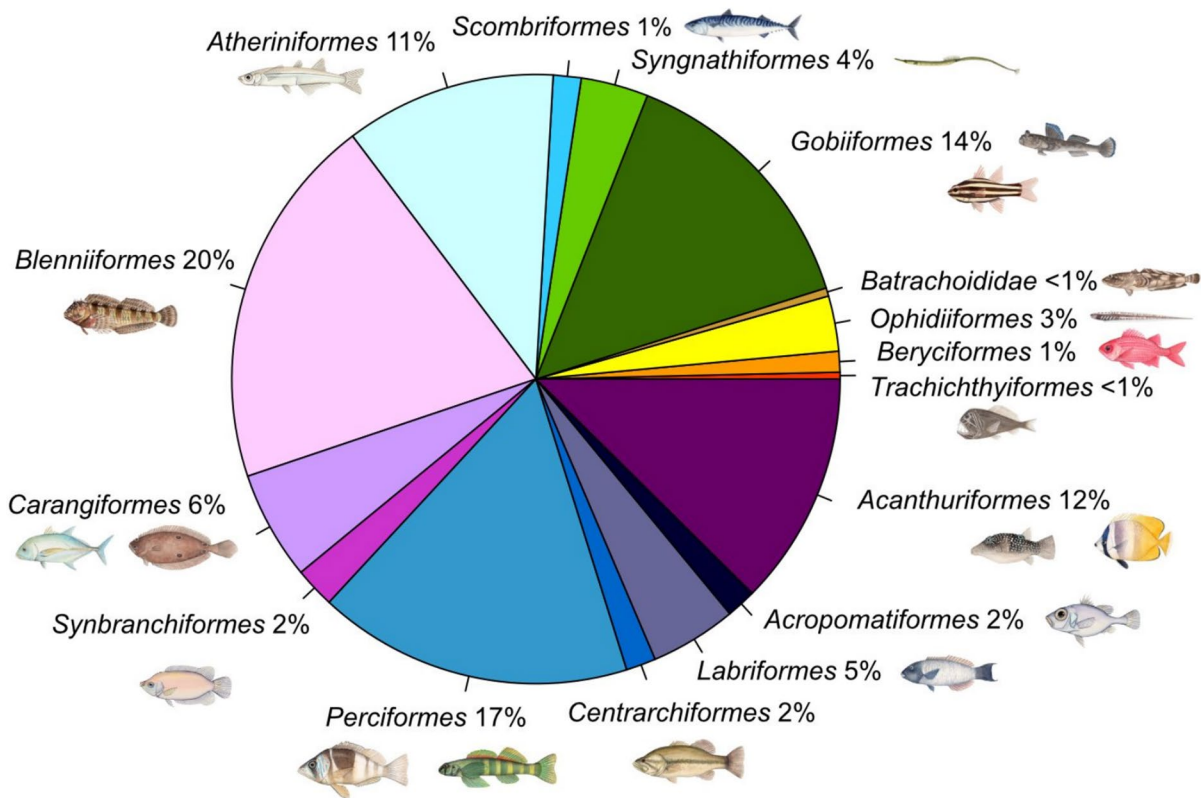 Scombriformes 1%
Atheriniformes 11%
Syngnathiformes 4%
Gobiiformes 14%
Blenniiformes 20%
Batrachoididae <1%
Ophidiiformes 3%
Beryciformes 1%
Trachichthyiformes <1%
Carangiformes 6%
Acanthuriformes 12%
Synbranchiformes 2%
Acropomatiformes 2%
Labriformes 5%
Perciformes 17%
Centrarchiformes 2%